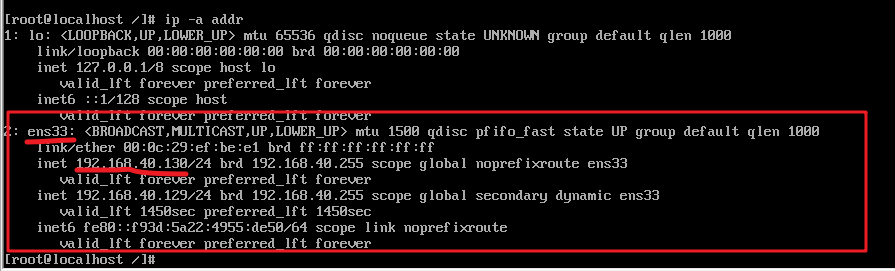 [root@localhost /]# ip -a addr
1: lo: <LOOPBACK,UP,LOWER_UP> mtu 65536 qdisc noqueue state UNKNOWN group default qlen 1000
    link/loopback 00:00:00:00:00:00 brd 00:00:00:00:00:00
    inet 127.0.0.1/8 scope host lo
       valid_lft forever preferred_lft forever
    inet6 ::1/128 scope host
       valid_lft forever preferred_lft forever
2: ens33: <BROADCAST,MULTICAST,UP,LOWER_UP> mtu 1500 qdisc pfifo_fast state UP group default qlen 1000
    link/ether 00:0c:29:ef:be:e1 brd ff:ff:ff:ff:ff:ff
    inet 192.168.40.130/24 brd 192.168.40.255 scope global noprefixroute ens33
       valid_lft forever preferred_lft forever
    inet 192.168.40.129/24 brd 192.168.40.255 scope global secondary dynamic ens33
       valid_lft 1450sec preferred_lft 1450sec
    inet6 fe80::f93d:5a22:4955:de50/64 scope link noprefixroute
       valid_lft forever preferred_lft forever
[root@localhost /]#